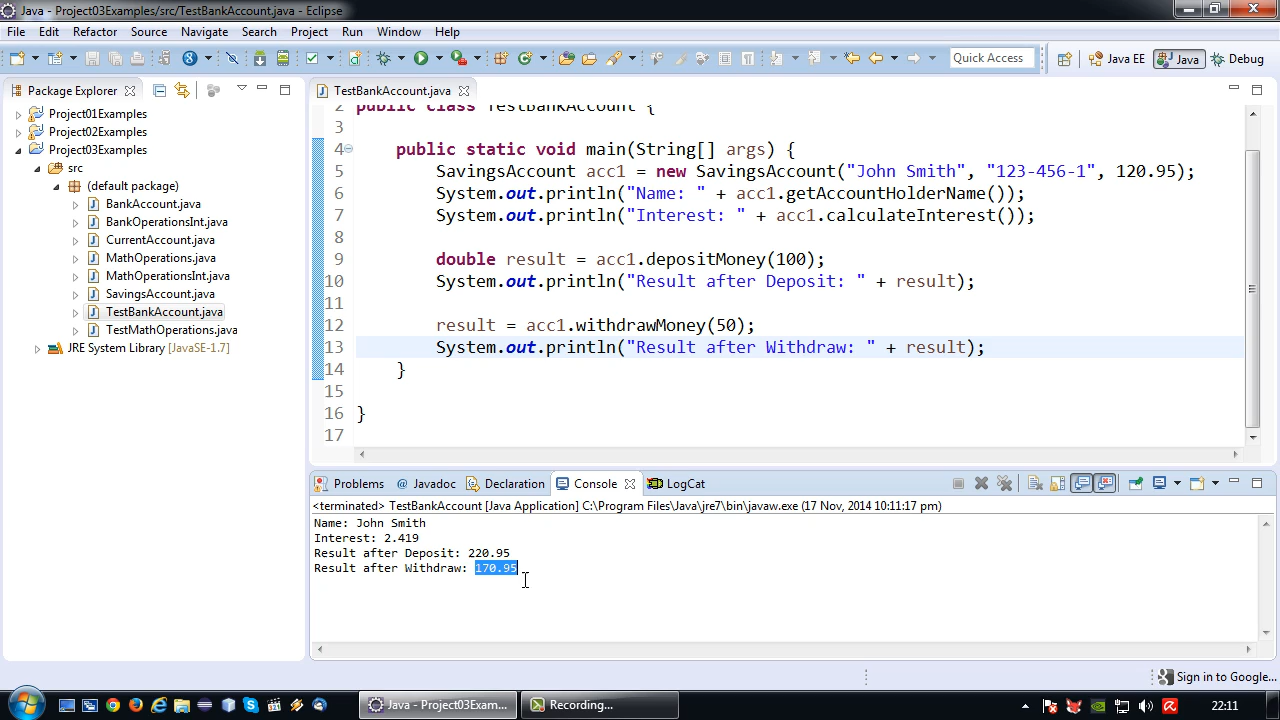 Java - Project03Examples/src/TestBankAccount.java - Eclipse
File Edit Refactor Source Navigate Search Project Run Window Help
Quick Access
Java EE
Java
Debug
Package Explorer
Project01Examples
Project02Examples
Project03Examples
src
(default package)
BankAccount.java
BankOperationsInt.java
CurrentAccount.java
MathOperations.java
MathOperationsInt.java
SavingsAccount.java
TestBankAccount.java
TestMathOperations.java
JRE System Library [JavaSE-1.7]
TestBankAccount.java
2 public class TestBankAccount {
3
4 public static void main(String[] args) {
5 SavingsAccount acc1 = new SavingsAccount("John Smith", "123-456-1", 120.95);
6 System.out.println("Name: " + acc1.getAccountHolderName());
7 System.out.println("Interest: " + acc1.calculateInterest());
8
9 double result = acc1.depositMoney(100);
10 System.out.println("Result after Deposit: " + result);
11
12 result = acc1.withdrawMoney(50);
13 System.out.println("Result after Withdraw: " + result);
14 }
15
16 }
17
Problems @ Javadoc Declaration Console LogCat
<terminated> TestBankAccount [Java Application] C:\Program Files\Java\jre7\bin\javaw.exe (17 Nov, 2014 10:11:17 pm)
Name: John Smith
Interest: 2.419
Result after Deposit: 220.95
Result after Withdraw: 170.95
Sign in to Google...
Java - Project03Exam...
Recording...
22:11